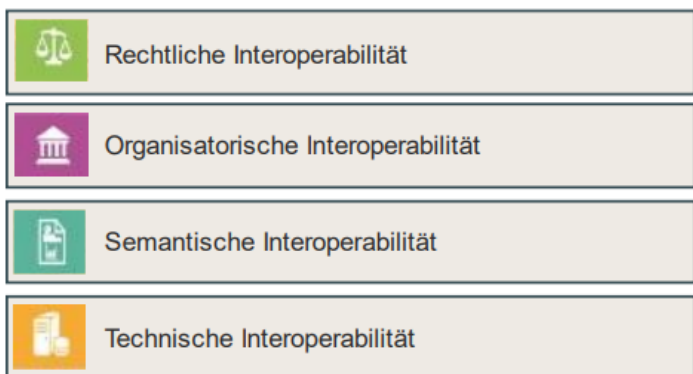 Rechtliche Interoperabilität
Organisatorische Interoperabilität
Semantische Interoperabilität
Technische Interoperabilität